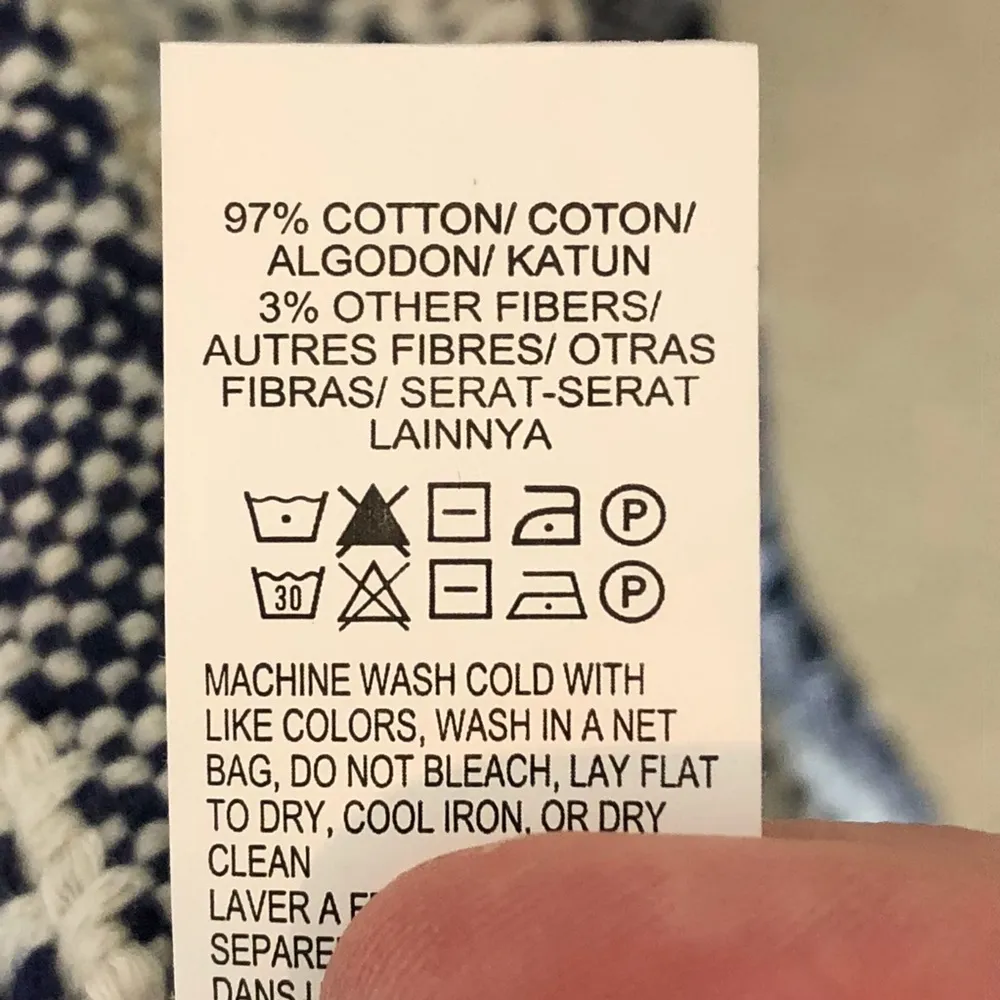 97% COTTON/ COTON/
ALGODON/ KATUN
3% OTHER FIBERS/
AUTRES FIBRES/ OTRAS
FIBRAS/ SERAT-SERAT
LAINNYA
P
30 P
MACHINE WASH COLD WITH
LIKE COLORS, WASH IN A NET
BAG, DO NOT BLEACH, LAY FLAT
TO DRY, COOL IRON, OR DRY
CLEAN
LAVER A
DANS